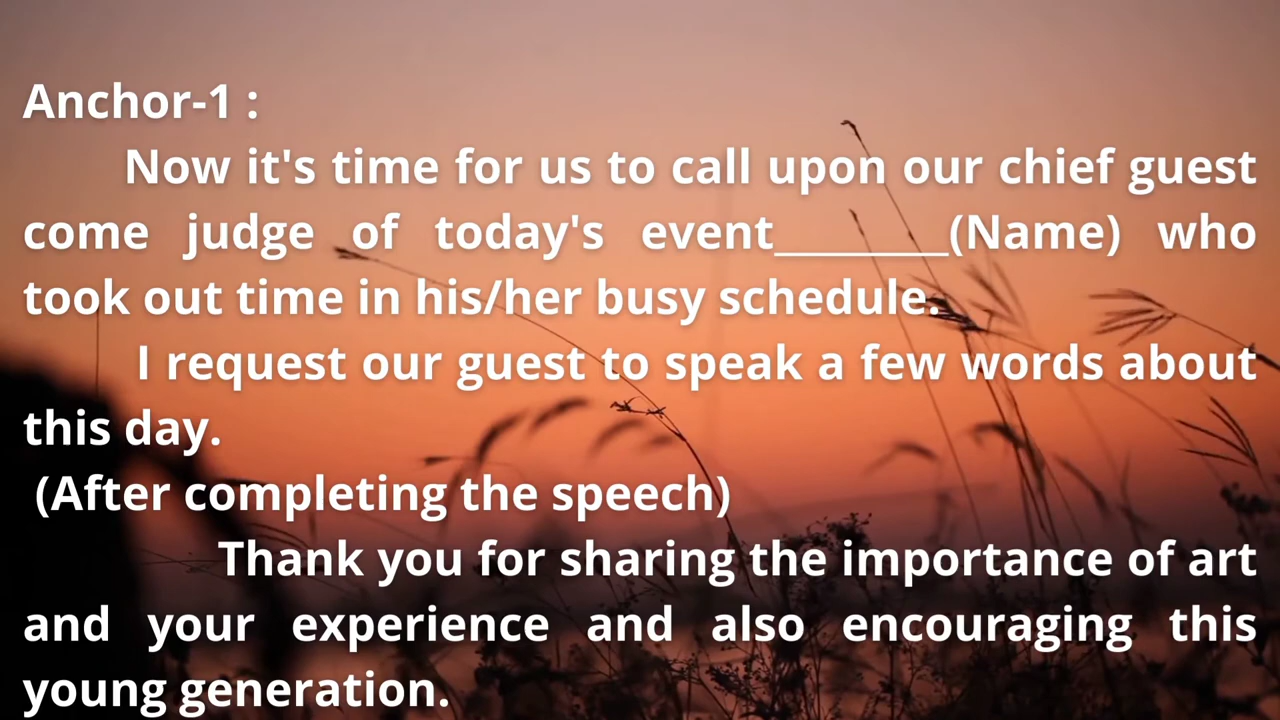 Anchor-1 :
Now it's time for us to call upon our chief guest
come judge of today's event_________(Name) who
took out time in his/her busy schedule.
I request our guest to speak a few words about
this day.
(After completing the speech)
Thank you for sharing the importance of art
and your experience and also encouraging this
young generation.